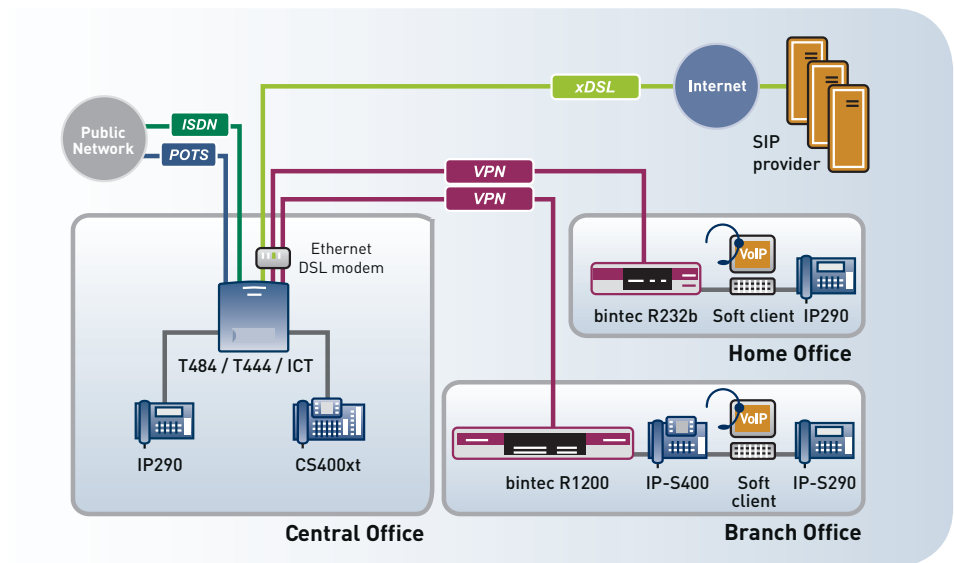 xDSL
Internet
SIP
provider
Public
Network
ISDN
POTS
VPN
VPN
Ethernet
DSL modem
T484 / T444 / ICT
IP290
CS400xt
Central Office
VoIP
bintec R232b
Soft client
IP290
Home Office
VoIP
bintec R1200
IP-S400
Soft
client
IP-S290
Branch Office